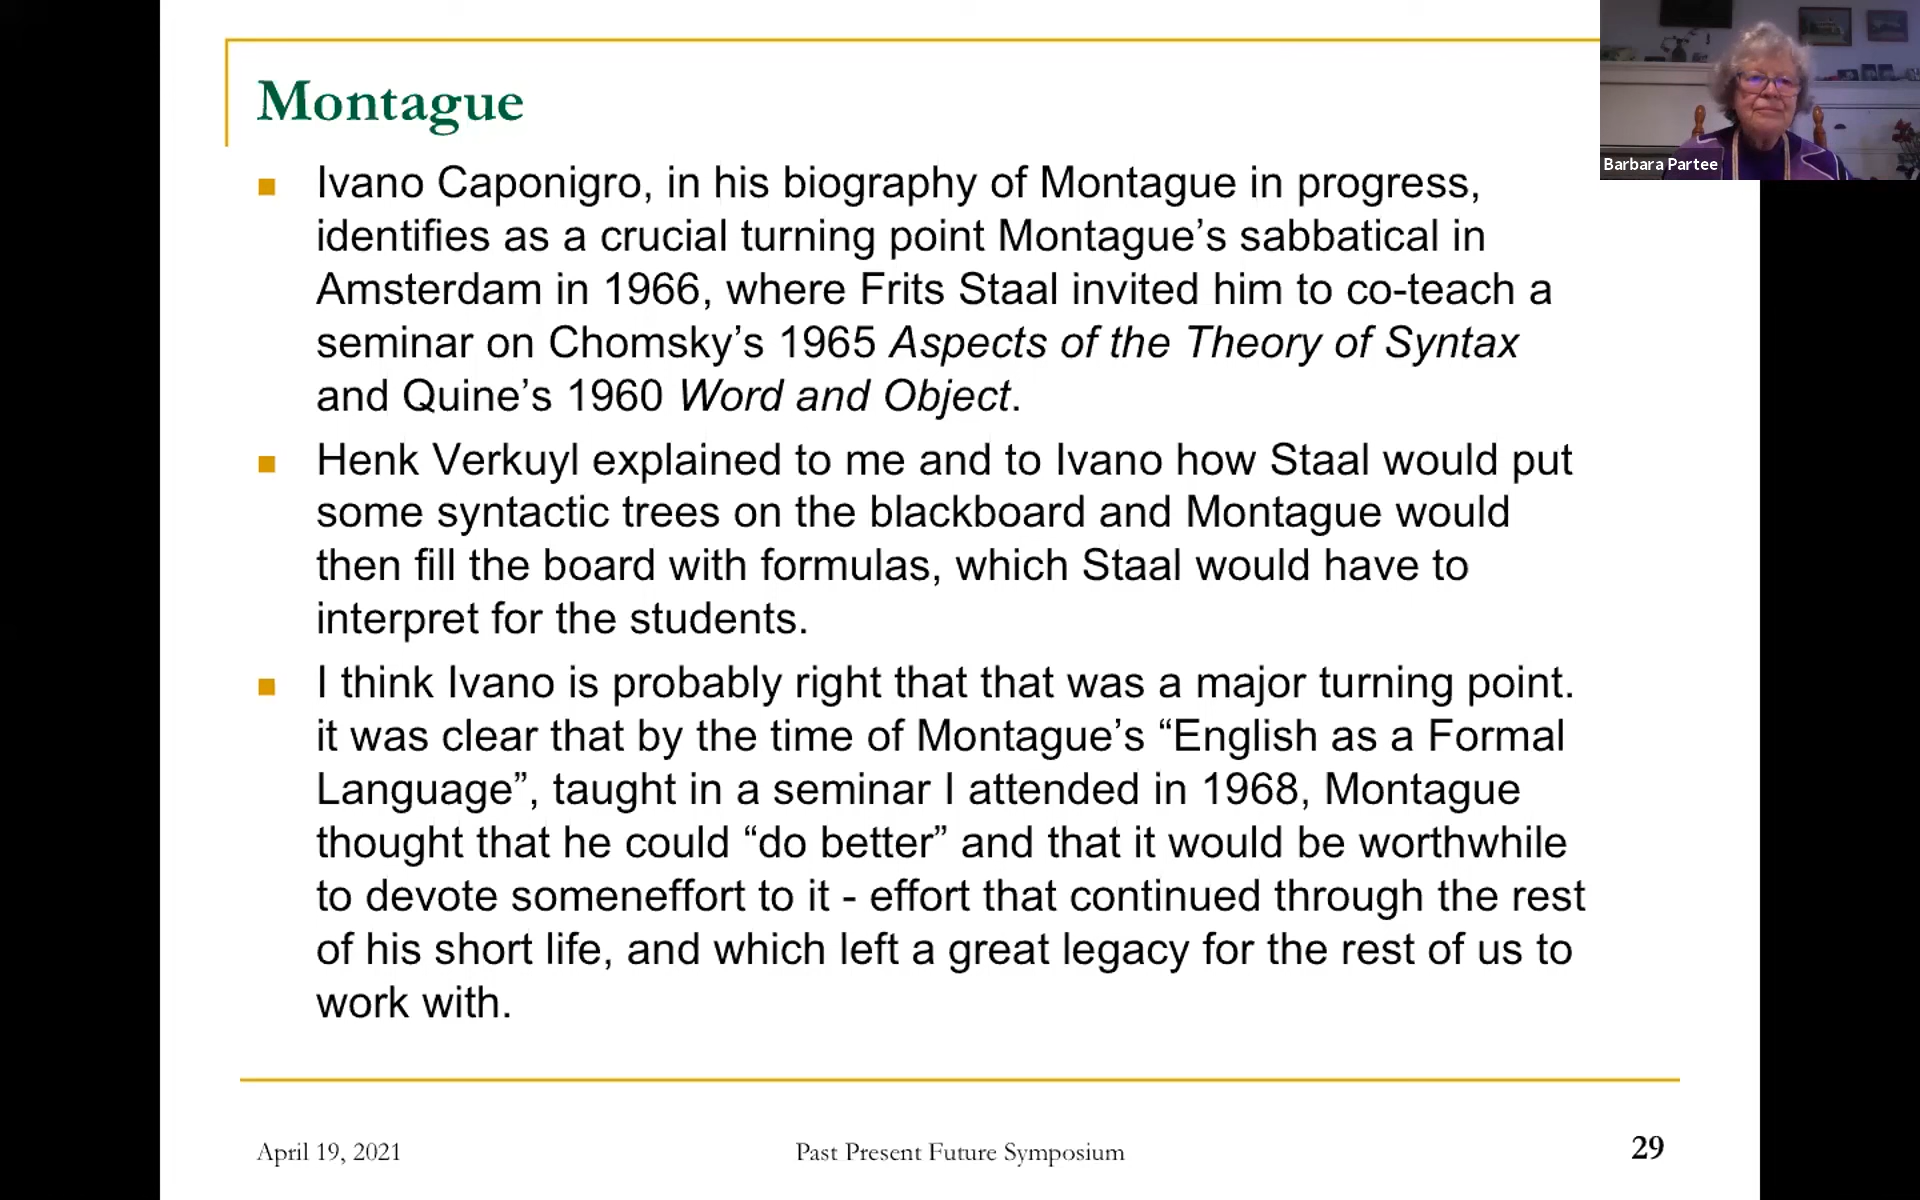 Montague
Ivano Caponigro, in his biography of Montague in progress,
identifies as a crucial turning point Montague’s sabbatical in
Amsterdam in 1966, where Frits Staal invited him to co-teach a
seminar on Chomsky’s 1965 Aspects of the Theory of Syntax
and Quine’s 1960 Word and Object.
Henk Verkuyl explained to me and to Ivano how Staal would put
some syntactic trees on the blackboard and Montague would
then fill the board with formulas, which Staal would have to
interpret for the students.
I think Ivano is probably right that that was a major turning point.
it was clear that by the time of Montague’s “English as a Formal
Language”, taught in a seminar I attended in 1968, Montague
thought that he could “do better” and that it would be worthwhile
to devote someneffort to it - effort that continued through the rest
of his short life, and which left a great legacy for the rest of us to
work with.
April 19, 2021
Past Present Future Symposium
29
Barbara Partee